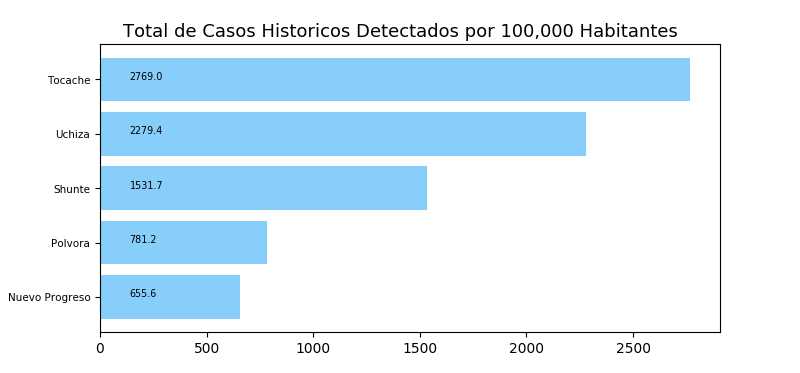 Total de Casos Historicos Detectados por 100,000 Habitantes
Tocache 2769.0
Uchiza 2279.4
Shunte 1531.7
Polvora 781.2
Nuevo Progreso 655.6
0 500 1000 1500 2000 2500